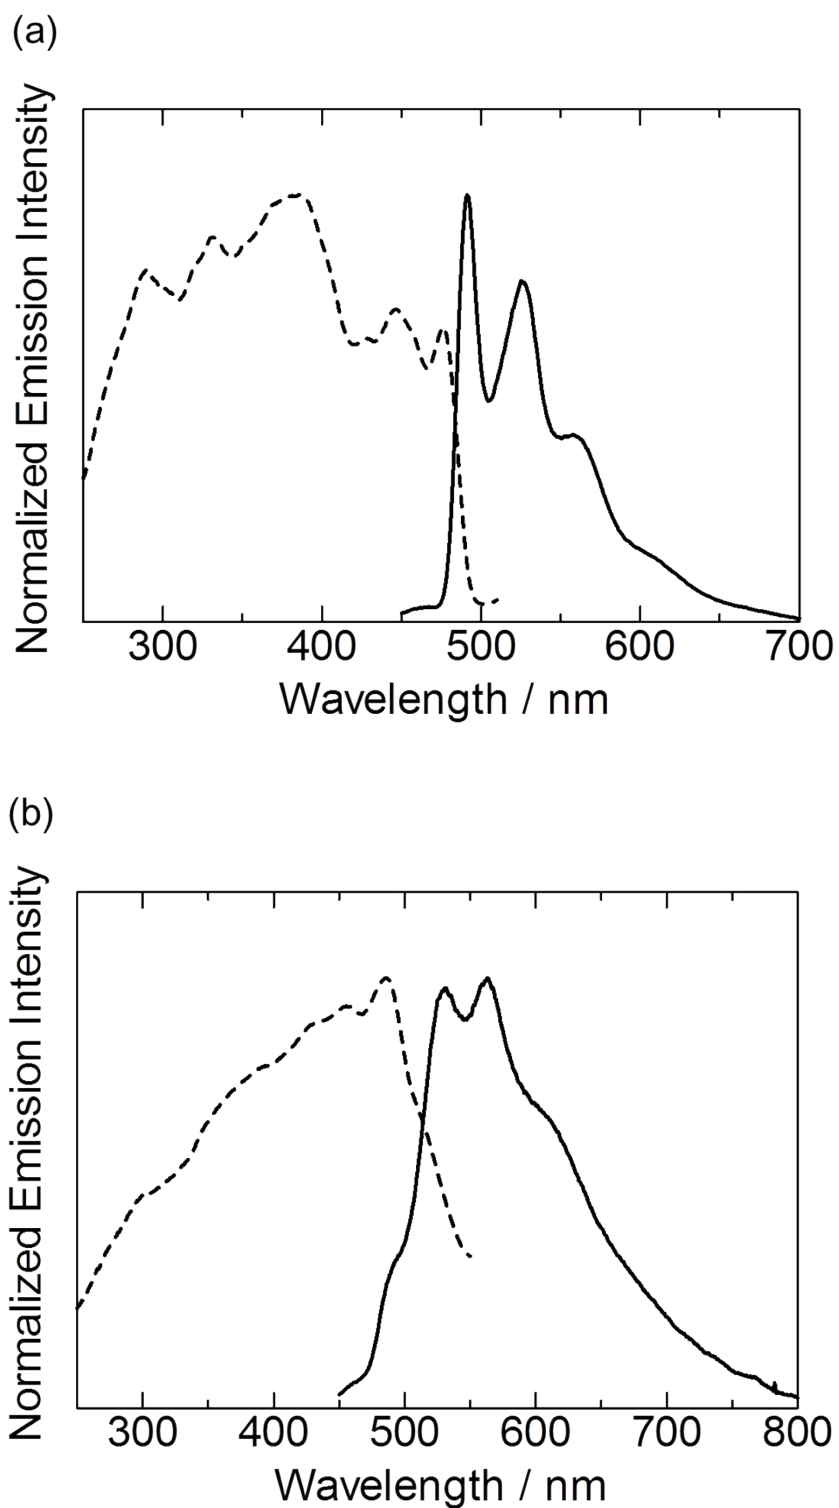 (a)
Normalized Emission Intensity
300 400 500 600 700
Wavelength / nm
(b)
Normalized Emission Intensity
300 400 500 600 700 800
Wavelength / nm